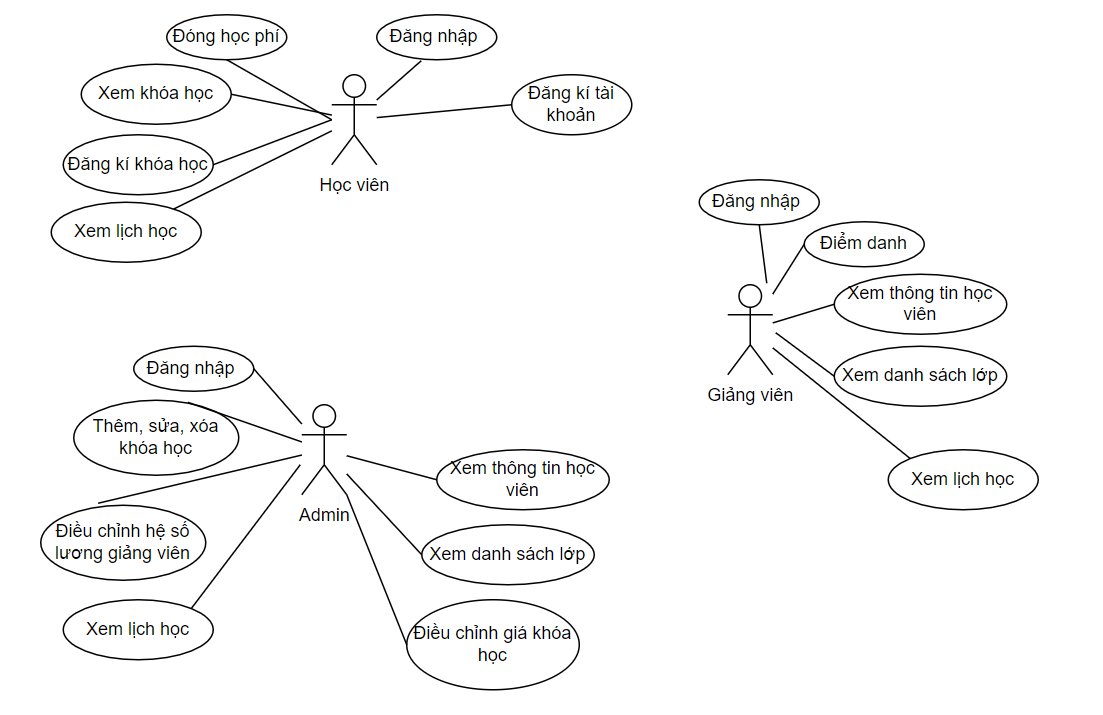 Đóng học phí
Đăng nhập
Xem khóa học
Đăng kí tài
khoản
Đăng kí khóa học
Học viên
Xem lịch học
Đăng nhập
Điểm danh
Xem thông tin học
viên
Xem danh sách lớp
Giảng viên
Xem lịch học
Đăng nhập
Thêm, sửa, xóa
khóa học
Xem thông tin học
viên
Admin
Điều chỉnh hệ số
lương giảng viên
Xem danh sách lớp
Xem lịch học
Điều chỉnh giá khóa
học